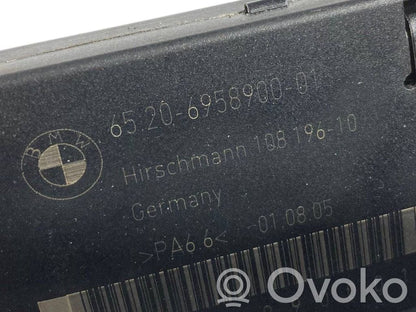 65.20-6958900-01
BMW
Hirschmann 108 196-10
Germany
>PA6.6< -01 08.05
Ovoko